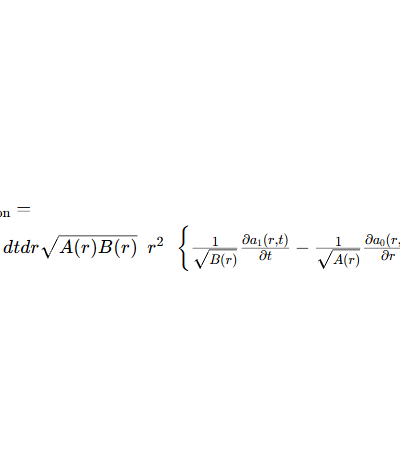 on =
dtdr√A(r)B(r) r² { 1/√B(r) ∂a₁(r,t)/∂t − 1/√A(r) ∂a₀(r,/∂r